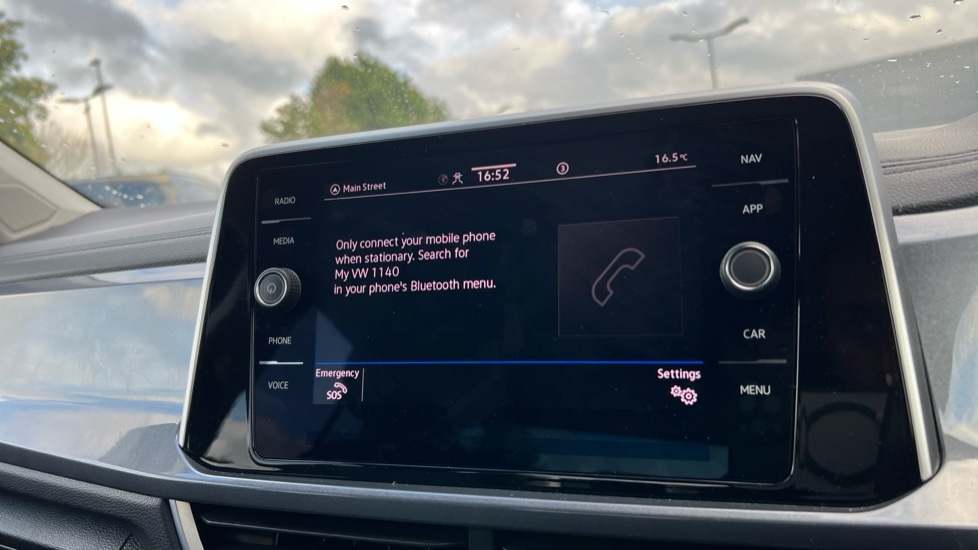 Main Street
16:52
3
16.5°C
RADIO
MEDIA
PHONE
VOICE
Only connect your mobile phone
when stationary. Search for
My VW 1140
in your phone's Bluetooth menu.
Emergency
SOS
Settings
NAV
APP
CAR
MENU